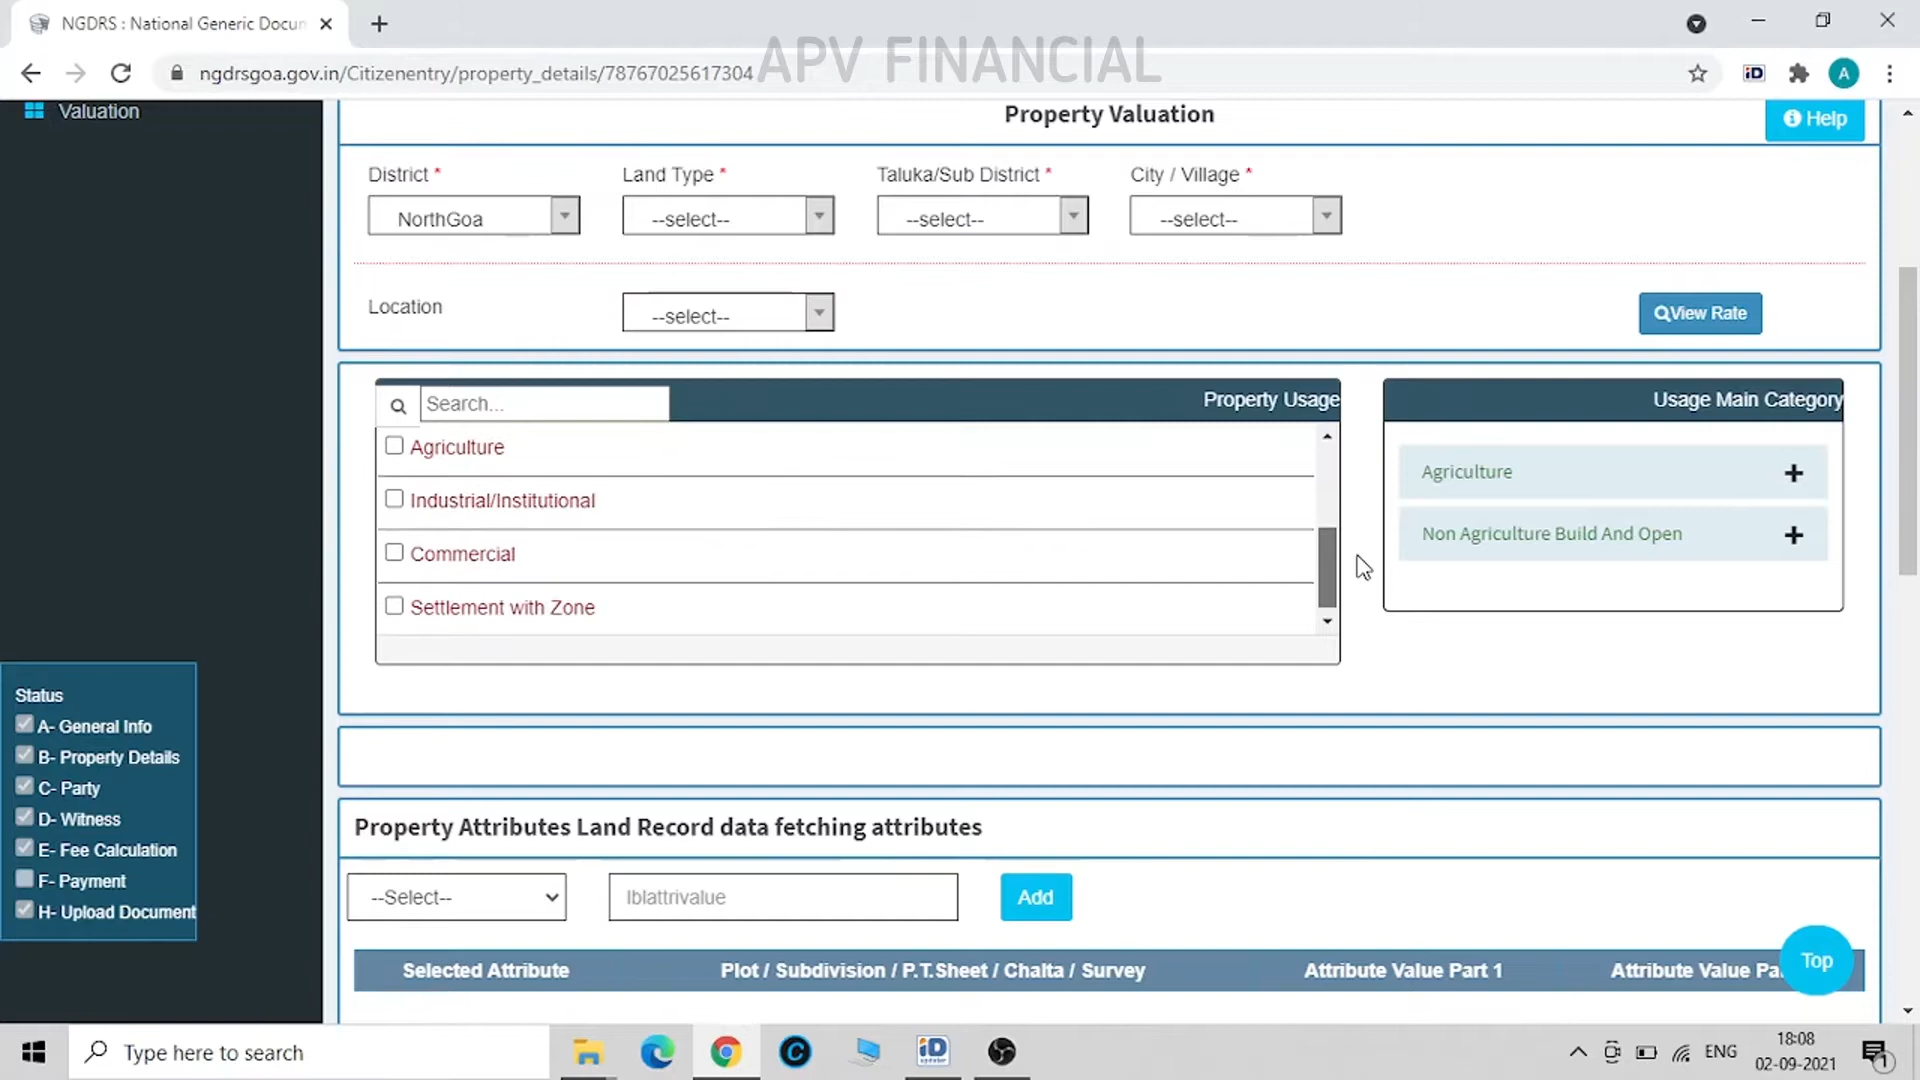 NGDRS : National Generic Docun
APV FINANCIAL
ngdrsgoa.gov.in/Citizenentry/property_details/78767025617304
iD
A
Valuation
Property Valuation
Help
District *
Land Type *
Taluka/Sub District *
City / Village *
NorthGoa
--select--
--select--
--select--
Location
--select--
View Rate
Search...
Property Usage
Usage Main Category
Agriculture
Industrial/Institutional
Commercial
Settlement with Zone
Agriculture
Non Agriculture Build And Open
Status
A- General Info
B- Property Details
C- Party
D- Witness
E- Fee Calculation
F- Payment
H- Upload Document
Property Attributes Land Record data fetching attributes
--Select--
lblattrivalue
Add
Selected Attribute
Plot / Subdivision / P.T.Sheet / Chalta / Survey
Attribute Value Part 1
Attribute Value Pa
Top
Type here to search
iD
ENG
18:08
02-09-2021
1